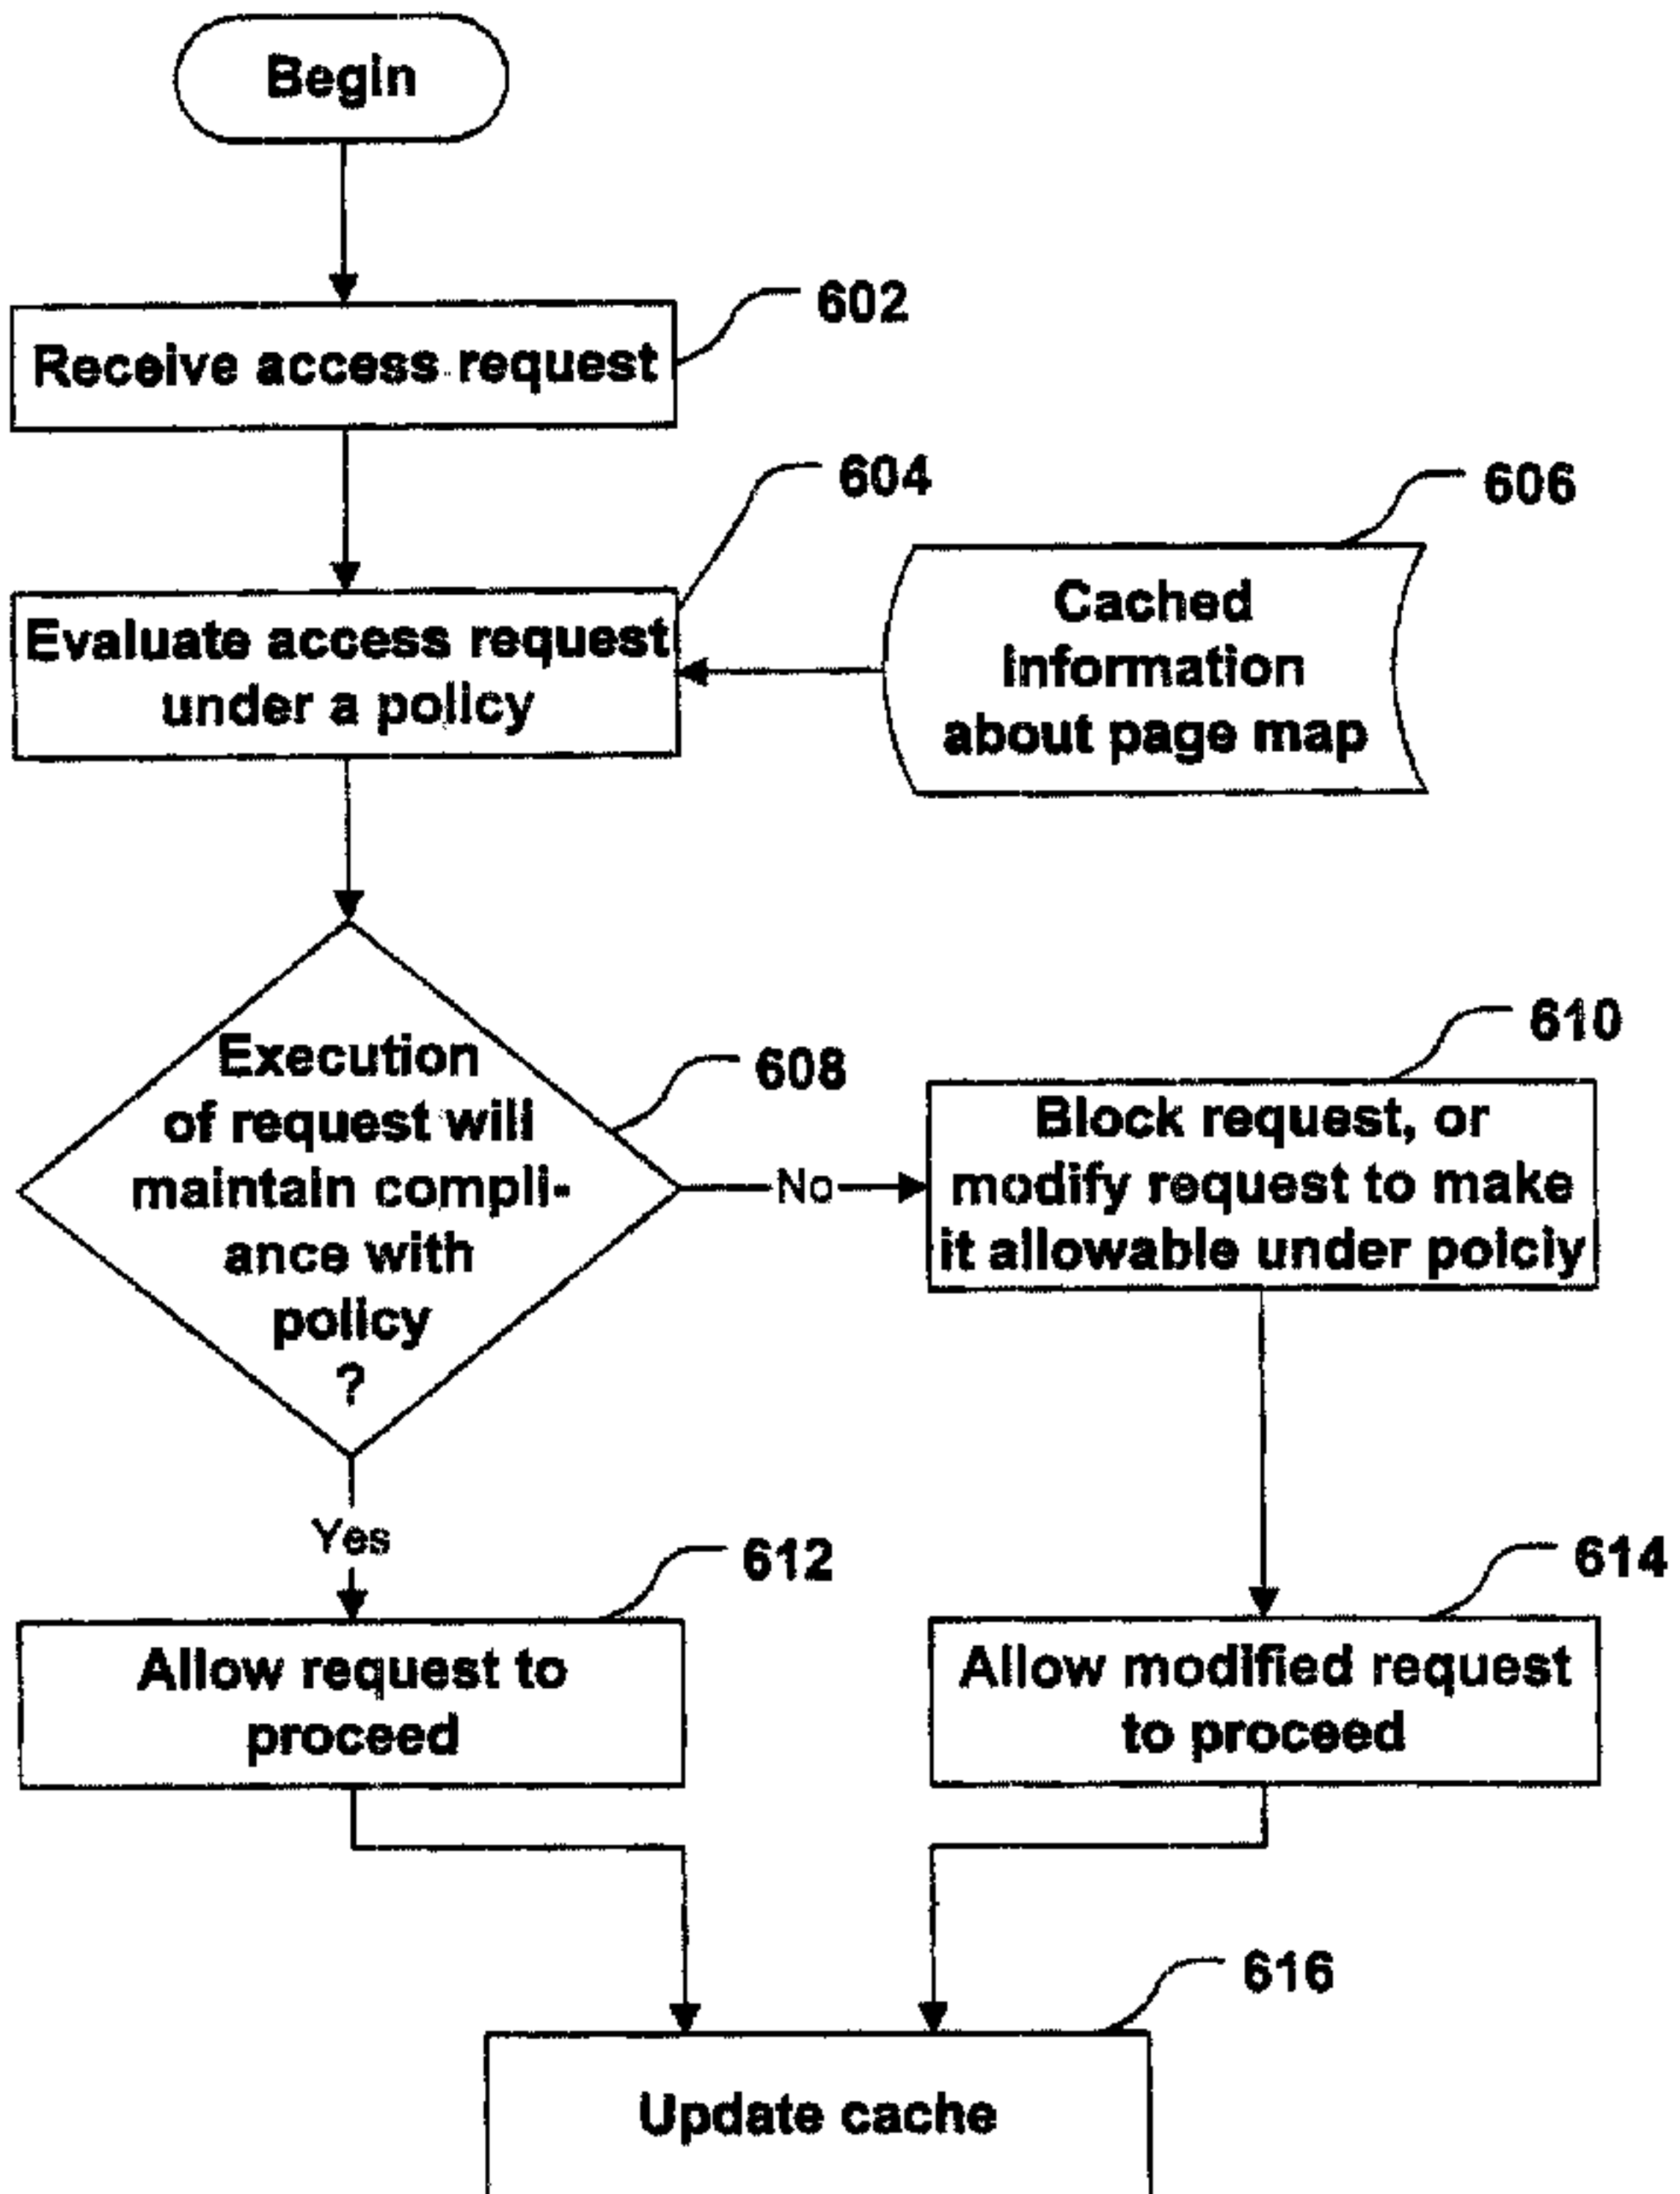 Begin
602
Receive access request
604
606
Evaluate access request
under a policy
Cached
information
about page map
608
Execution
of request will
maintain compli-
ance with
policy
?
No
610
Block request, or
modify request to make
it allowable under polciy
Yes
612
Allow request to
proceed
614
Allow modified request
to proceed
616
Update cache